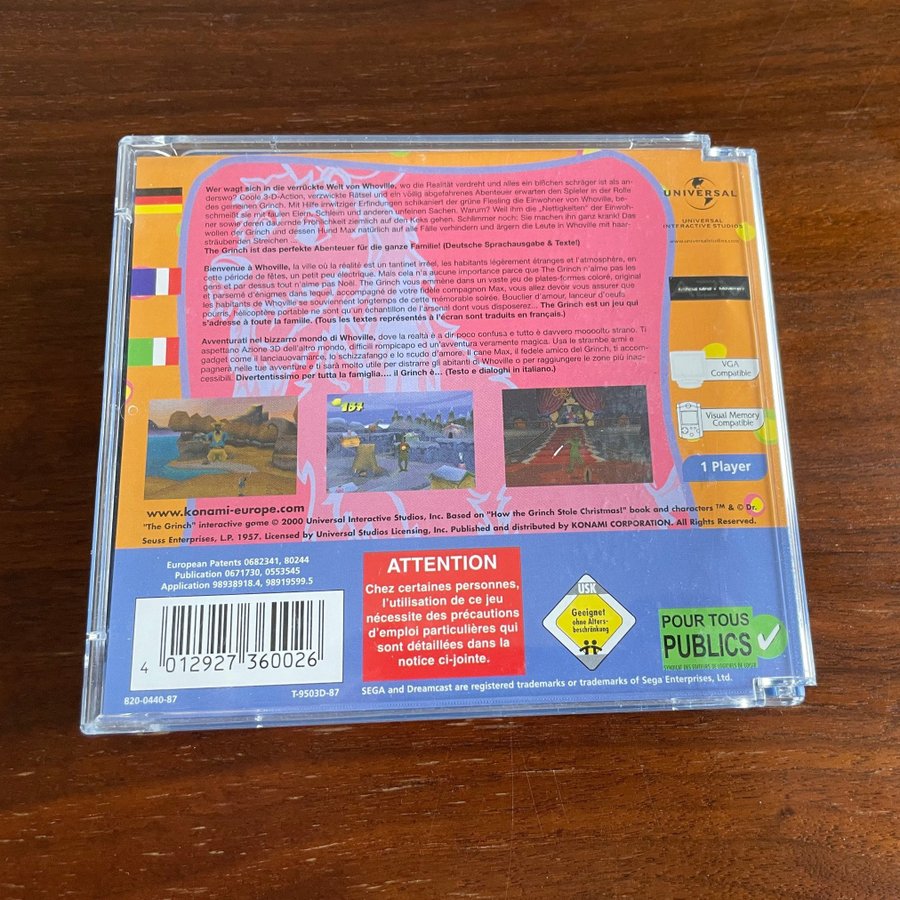 Wer wagt sich in die verrückte Welt von Whoville, wo die Realität verdreht und alles ein bißchen schräger ist als an-
derswo? Coole 3-D-Action, verzwickte Rätsel und ein völlig abgefahrenes Abenteuer erwarten den Spieler in der Rolle
des gemeinen Grinch. Mit Hilfe irrwitziger Erfindungen schikaniert der grüne Fiesling die Einwohner von Whoville, be-
schmeißt sie mit faulen Eiern, Schleim und anderen unfeinen Sachen. Warum? Weil ihm die „Nettigkeiten" der Einwoh-
ner sowie deren dauernde Fröhlichkeit ziemlich auf den Keks gehen. Schlimmer noch: Sie machen ihn ganz krank! Das
wollen der Grinch und dessen Hund Max natürlich auf alle Fälle verhindern und ärgern die Leute in Whoville mit haar-
sträubenden Streichen ...
The Grinch ist das perfekte Abenteuer für die ganze Familie! (Deutsche Sprachausgabe & Texte!)
Bienvenue à Whoville, la ville où la réalité est un tantinet irréel, les habitants légèrement étranges et l'atmosphère, en
cette période de fêtes, un petit peu électrique. Mais cela n'a aucune importance parce que The Grinch n'aime pas les
gens et par dessus tout n'aime pas Noël. The Grinch vous emmène dans un vaste jeu de plates-formes coloré, original
et parsemé d'énigmes dans lequel, accompagné de votre fidèle compagnon Max, vous allez devoir vous assurer que
les habitants de Whoville se souviennent longtemps de cette mémorable soirée. Bouclier d'amour, lanceur d'oeufs
pourris, hélicoptère portable ne sont qu'un échantillon de l'arsenal dont vous disposerez... The Grinch est un jeu qui
s'adresse à toute la famille. (Tous les textes représentés à l'écran sont traduits en français.)
Avventurati nel bizzarro mondo di Whoville, dove la realtà è a dir poco confusa e tutto è davvero moooolto strano. Ti
aspettano Azione 3D dell'altro mondo, difficili rompicapo ed un'avventura veramente magica. Usa le strambe armi e
gadget come il lanciauovamarci, lo schizzafango e lo scudo d'amore. Il cane Max, il fedele amico del Grinch, ti accom-
pagnerà nelle tue avventure e ti sarà molto utile per distrarre gli abitanti di Whoville o per raggiungere le zone più inac-
cessibili. Divertentissimo per tutta la famiglia.... il Grinch è... (Testo e dialoghi in italiano.)
UNIVERSAL
UNIVERSAL
INTERACTIVE STUDIOS
www.universalstudios.com
Artificial Mind & Movement
VGA
Compatible
Visual Memory
Compatible
1 Player
157
www.konami-europe.com
"The Grinch" interactive game © 2000 Universal Interactive Studios, Inc. Based on "How the Grinch Stole Christmas!" book and characters ™ & © Dr.
Seuss Enterprises, L.P. 1957. Licensed by Universal Studios Licensing, Inc. Published and distributed by KONAMI CORPORATION. All Rights Reserved.
European Patents 0682341, 80244
Publication 0671730, 0553545
Application 98938918.4, 98919599.5
4 012927 360026
820-0440-87
T-9503D-87
ATTENTION
Chez certaines personnes,
l'utilisation de ce jeu
nécessite des précautions
d'emploi particulières qui
sont détaillées dans la
notice ci-jointe.
USK
Geeignet
ohne Alters-
beschränkung
POUR TOUS
PUBLICS
SYNDICAT DES EDITEURS DE LOGICIELS DE LOISIRS
SEGA and Dreamcast are registered trademarks or trademarks of Sega Enterprises, Ltd.